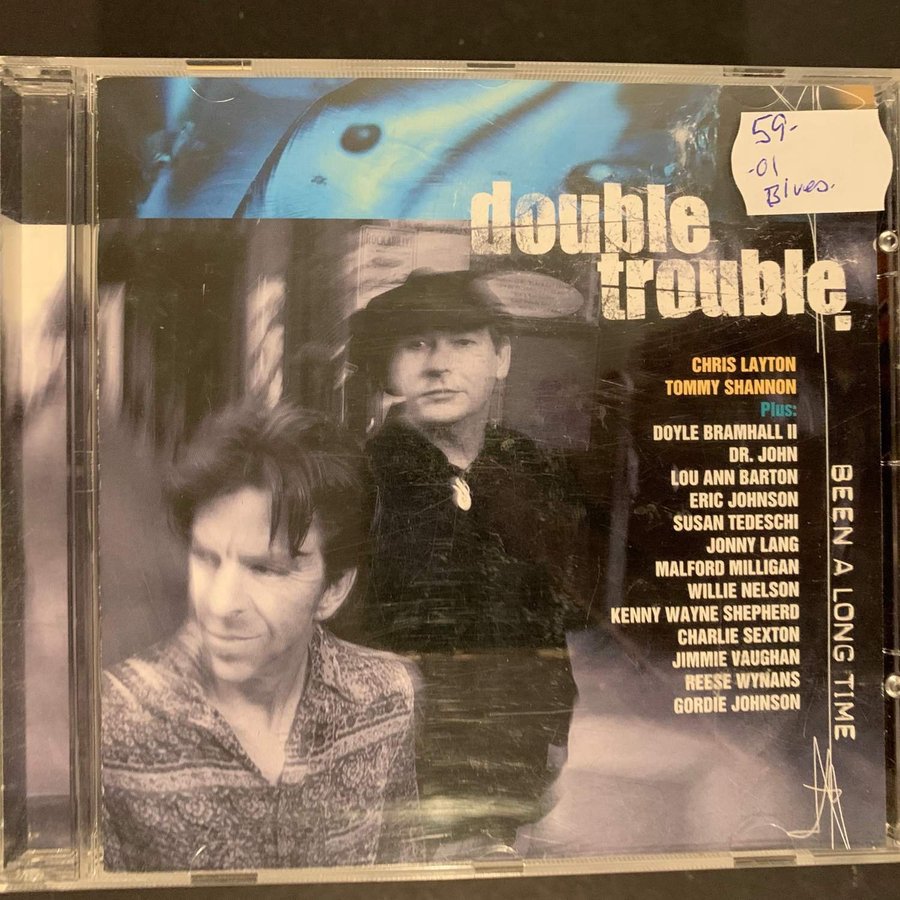 59-
-01
Blues.
double
trouble.
CHRIS LAYTON
TOMMY SHANNON
Plus:
DOYLE BRAMHALL II
DR. JOHN
LOU ANN BARTON
ERIC JOHNSON
SUSAN TEDESCHI
JONNY LANG
MALFORD MILLIGAN
WILLIE NELSON
KENNY WAYNE SHEPHERD
CHARLIE SEXTON
JIMMIE VAUGHAN
REESE WYNANS
GORDIE JOHNSON
BEEN A LONG TIME